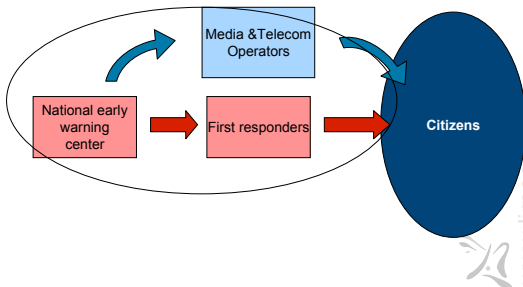 Media &Telecom
Operators
National early
warning
center
First responders
Citizens